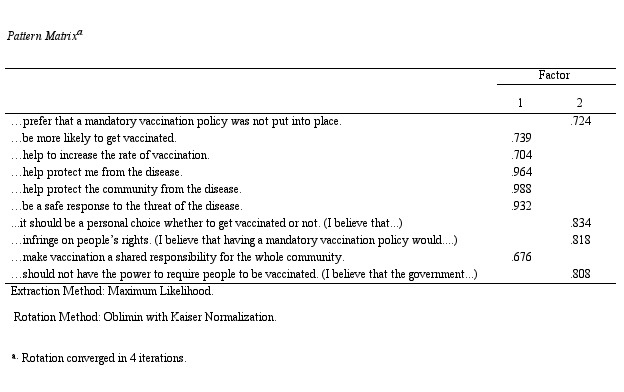 Pattern Matrixa
Factor
1 2
…prefer that a mandatory vaccination policy was not put into place. .724
…be more likely to get vaccinated. .739
…help to increase the rate of vaccination. .704
…help protect me from the disease. .964
…help protect the community from the disease. .988
…be a safe response to the threat of the disease. .932
…it should be a personal choice whether to get vaccinated or not. (I believe that…) .834
…infringe on people’s rights. (I believe that having a mandatory vaccination policy would….) .818
…make vaccination a shared responsibility for the whole community. .676
…should not have the power to require people to be vaccinated. (I believe that the government…) .808
Extraction Method: Maximum Likelihood.
Rotation Method: Oblimin with Kaiser Normalization.
a. Rotation converged in 4 iterations.